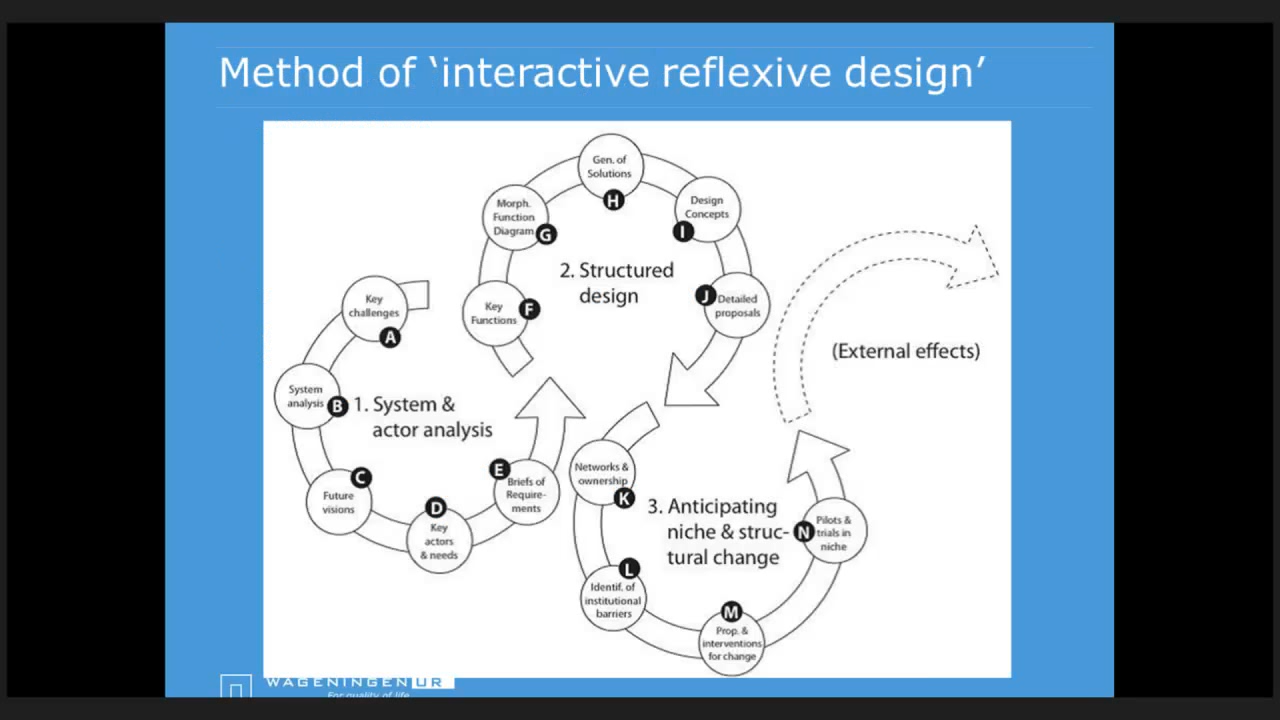 Method of ‘interactive reflexive design’
Key
challenges
A
System
analysis
B
1. System &
actor analysis
C
Future
visions
D
Key
actors
& needs
E
Briefs of
Require-
ments
Key
Functions
F
Morph.
Function
Diagram
G
Gen. of
Solutions
H
Design
Concepts
I
2. Structured
design
J
Detailed
proposals
Networks &
ownership
K
3. Anticipating
niche & struc-
tural change
L
Identif. of
institutional
barriers
M
Prop. &
interventions
for change
N
Pilots &
trials in
niche
(External effects)
WAGENINGEN UR
For quality of life